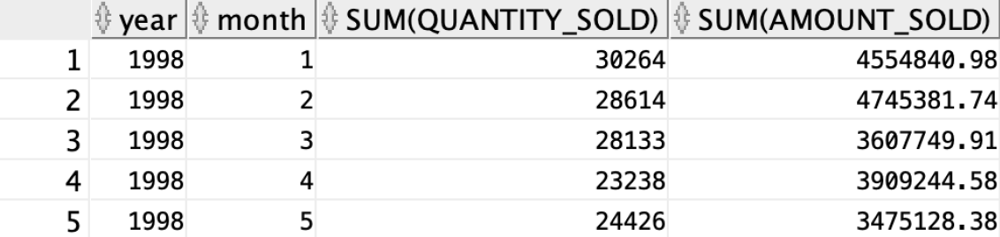 year month SUM(QUANTITY_SOLD) SUM(AMOUNT_SOLD)
1 1998 1 30264 4554840.98
2 1998 2 28614 4745381.74
3 1998 3 28133 3607749.91
4 1998 4 23238 3909244.58
5 1998 5 24426 3475128.38